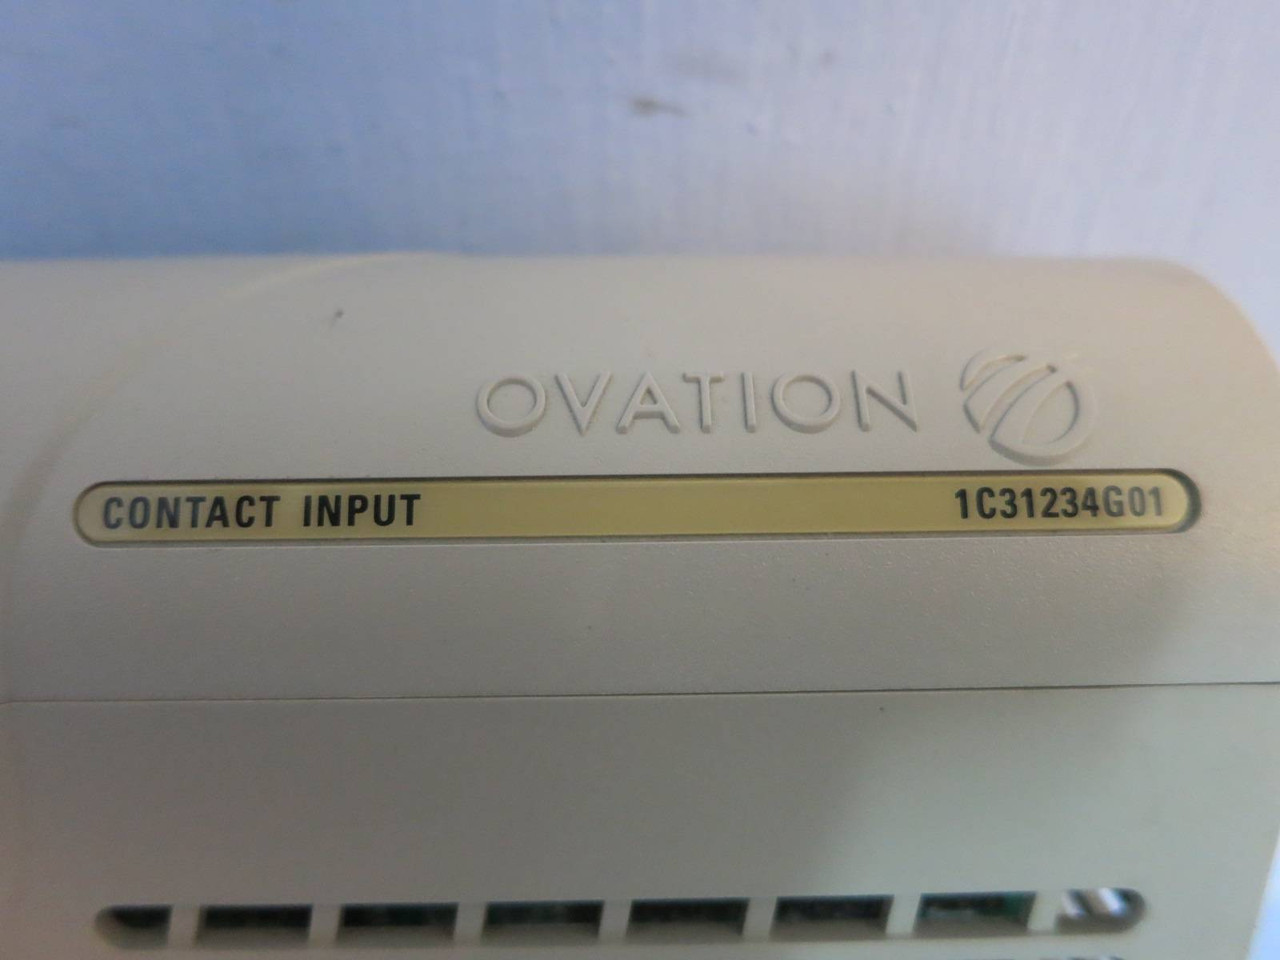 OVATION
CONTACT INPUT 1C31234G01